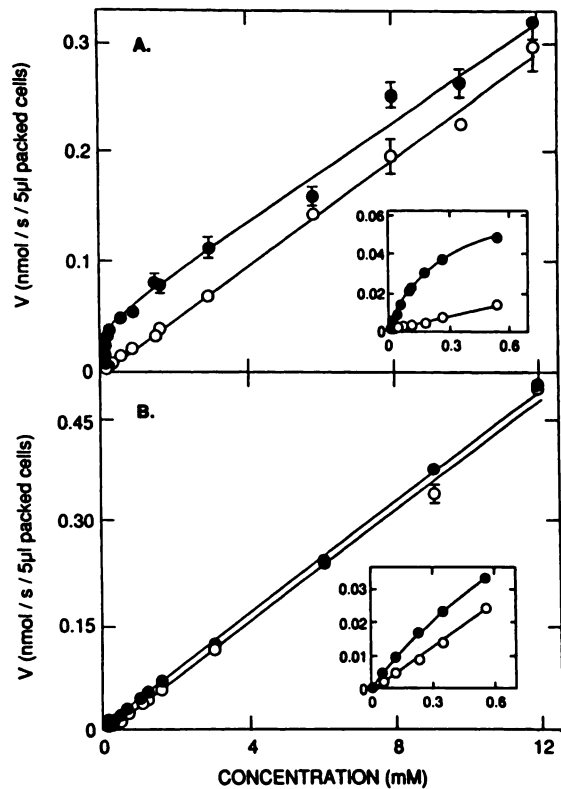 A.
0.3
0.2
0.1
0
V (nmol / s / 5µl packed cells)
0.06
0.04
0.02
0
0 0.3 0.6
B.
0.45
0.30
0.15
0
V (nmol / s / 5µl packed cells)
0.03
0.02
0.01
0
0 0.3 0.6
0 4 8 12
CONCENTRATION (mM)